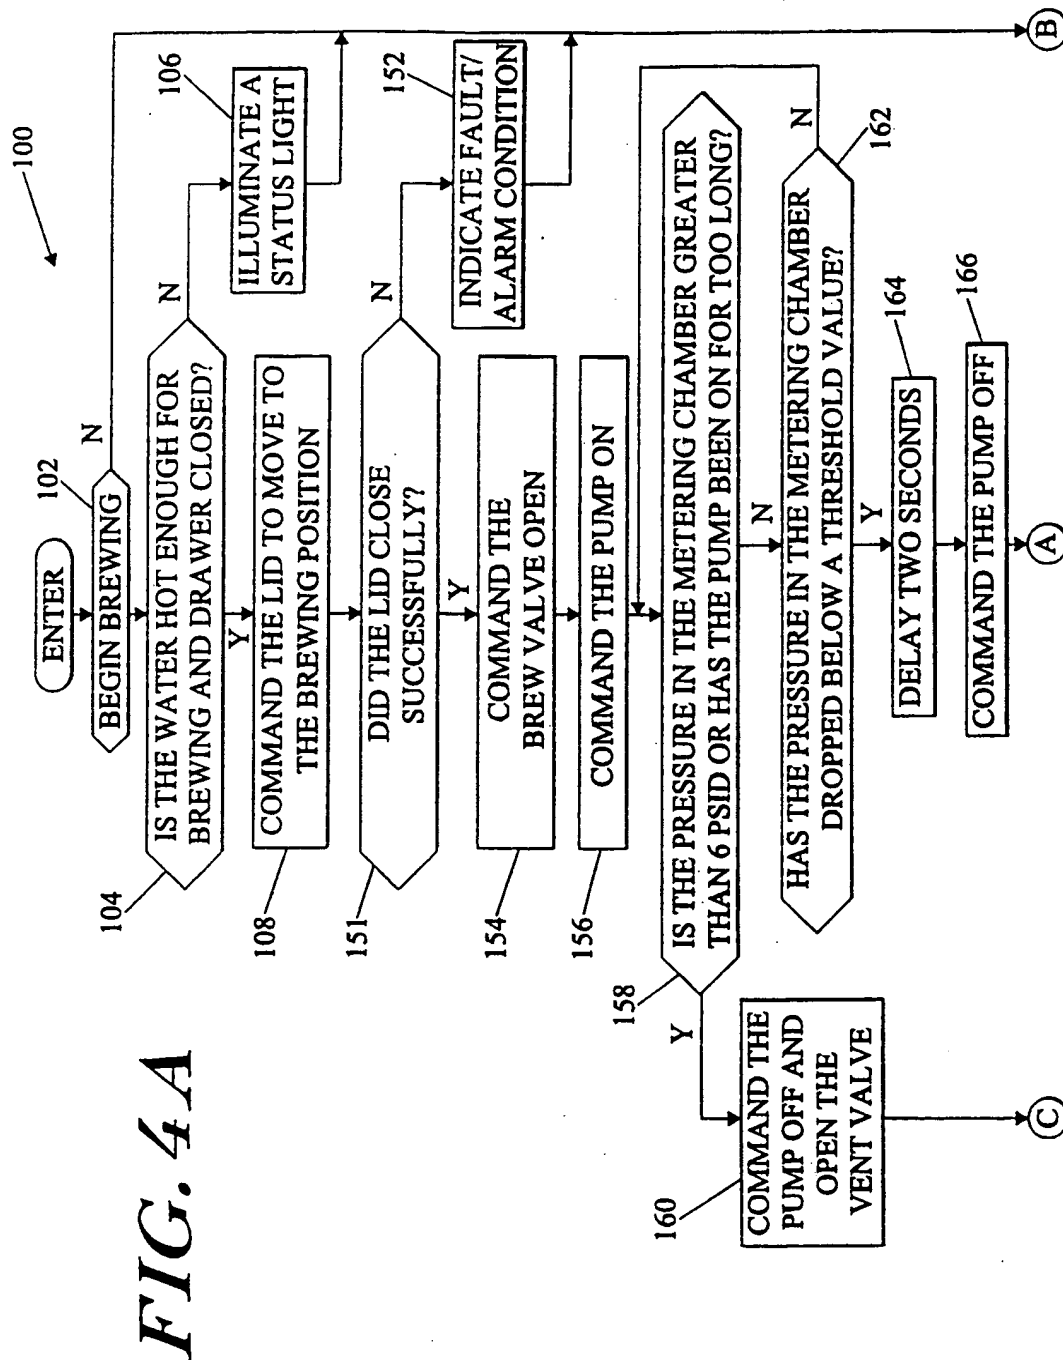 FIG. 4A
100
ENTER
102
BEGIN BREWING
N
104
IS THE WATER HOT ENOUGH FOR
BREWING AND DRAWER CLOSED?
N
106
ILLUMINATE A
STATUS LIGHT
Y
108
COMMAND THE LID TO MOVE TO
THE BREWING POSITION
151
DID THE LID CLOSE
SUCCESSFULLY?
N
152
INDICATE FAULT/
ALARM CONDITION
Y
154
COMMAND THE
BREW VALVE OPEN
156
COMMAND THE PUMP ON
158
IS THE PRESSURE IN THE METERING CHAMBER GREATER
THAN 6 PSID OR HAS THE PUMP BEEN ON FOR TOO LONG?
Y
160
COMMAND THE
PUMP OFF AND
OPEN THE
VENT VALVE
N
162
HAS THE PRESSURE IN THE METERING CHAMBER
DROPPED BELOW A THRESHOLD VALUE?
N
Y
164
DELAY TWO SECONDS
166
COMMAND THE PUMP OFF
C
A
B